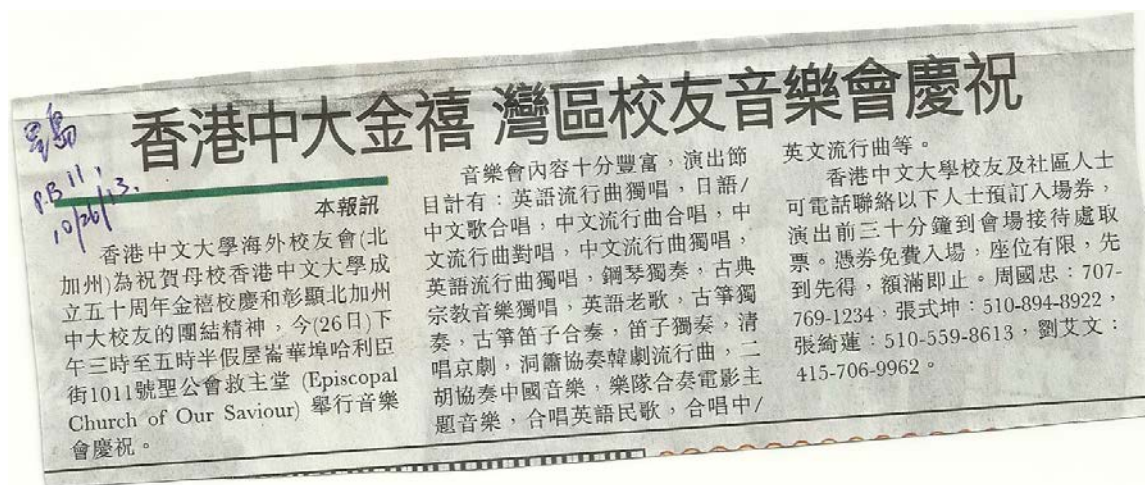 香港中大金禧 灣區校友音樂會慶祝
星島
P.B11,
10/26/13.
本報訊
香港中文大學海外校友會(北
加州)為祝賀母校香港中文大學成
立五十周年金禧校慶和彰顯北加州
中大校友的團結精神，今(26日)下
午三時至五時半假屋崙華埠哈利臣
街1011號聖公會救主堂 (Episcopal
Church of Our Saviour) 舉行音樂
會慶祝。
音樂會內容十分豐富，演出節
目計有：英語流行曲獨唱，日語/
中文歌合唱，中文流行曲合唱，中
文流行曲對唱，中文流行曲獨唱，
英語流行曲獨唱，鋼琴獨奏，古典
宗教音樂獨唱，英語老歌，古箏獨
奏，古箏笛子合奏，笛子獨奏，清
唱京劇，洞簫協奏韓劇流行曲，二
胡協奏中國音樂，樂隊合奏電影主
題音樂，合唱英語民歌，合唱中/
英文流行曲等。
香港中文大學校友及社區人士
可電話聯絡以下人士預訂入場券，
演出前三十分鐘到會場接待處取
票。憑券免費入場，座位有限，先
到先得，額滿即止。周國忠：707-
769-1234，張式坤：510-894-8922，
張綺蓮：510-559-8613，劉艾文：
415-706-9962。